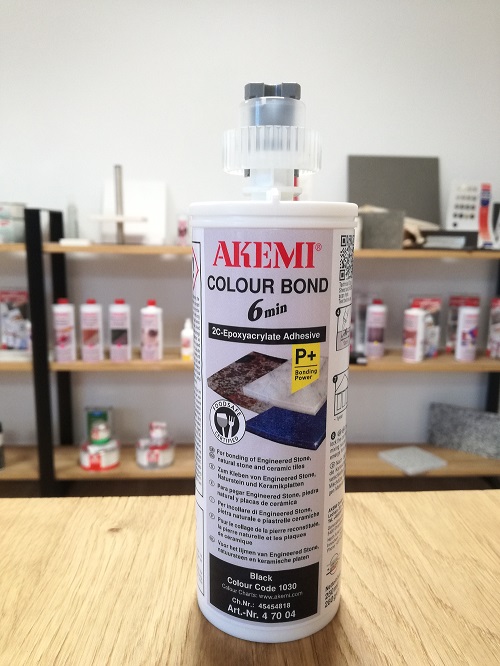 AKEMI®
COLOUR BOND
6 min
2C-Epoxyacrylate Adhesive
P+
Bonding
Power
FOODSAFE
CERTIFIED
For bonding of Engineered Stone,
natural stone and ceramic tiles
Zum Kleben von Engineered Stone,
Naturstein und Keramikplatten
Para pegar Engineered Stone, piedra
natural y placas de cerámica
Per incollare di Engineered Stone,
pietra naturale e piastrelle ceramiche
Pour le collage de la pierre reconstituée,
la pierre naturelle et les plaques
de céramique
Voor het lijmen van Engineered Stone,
natuursteen en keramische platen
Black
Colour Code 1030
Colour Charts: www.akemi.com
Ch.Nr.: 45454818
Art.-Nr. 4 70 04